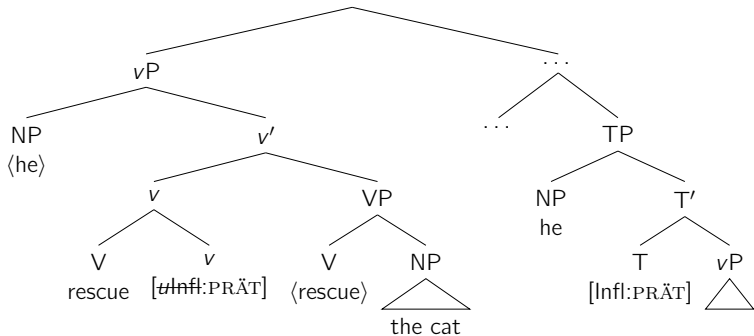 vP . . .
NP v′ . . . TP
⟨he⟩
v VP NP T′
he
V v V NP T vP
rescue [uInfl:PRÄT] ⟨rescue⟩ [Infl:PRÄT]
the cat